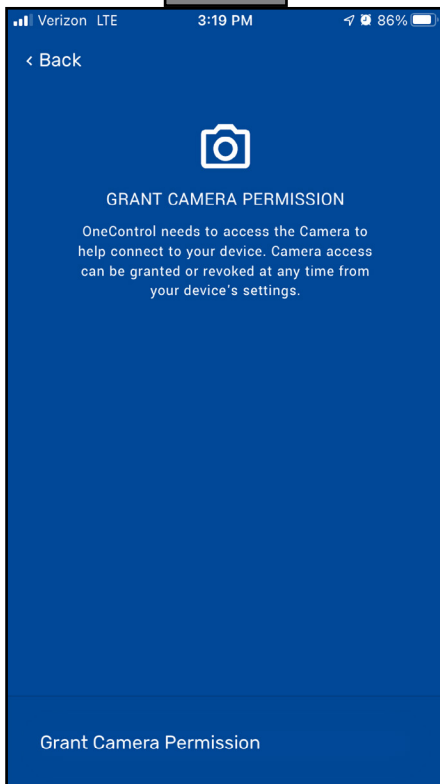 Verizon LTE 3:19 PM 86%
< Back
GRANT CAMERA PERMISSION
OneControl needs to access the Camera to
help connect to your device. Camera access
can be granted or revoked at any time from
your device's settings.
Grant Camera Permission